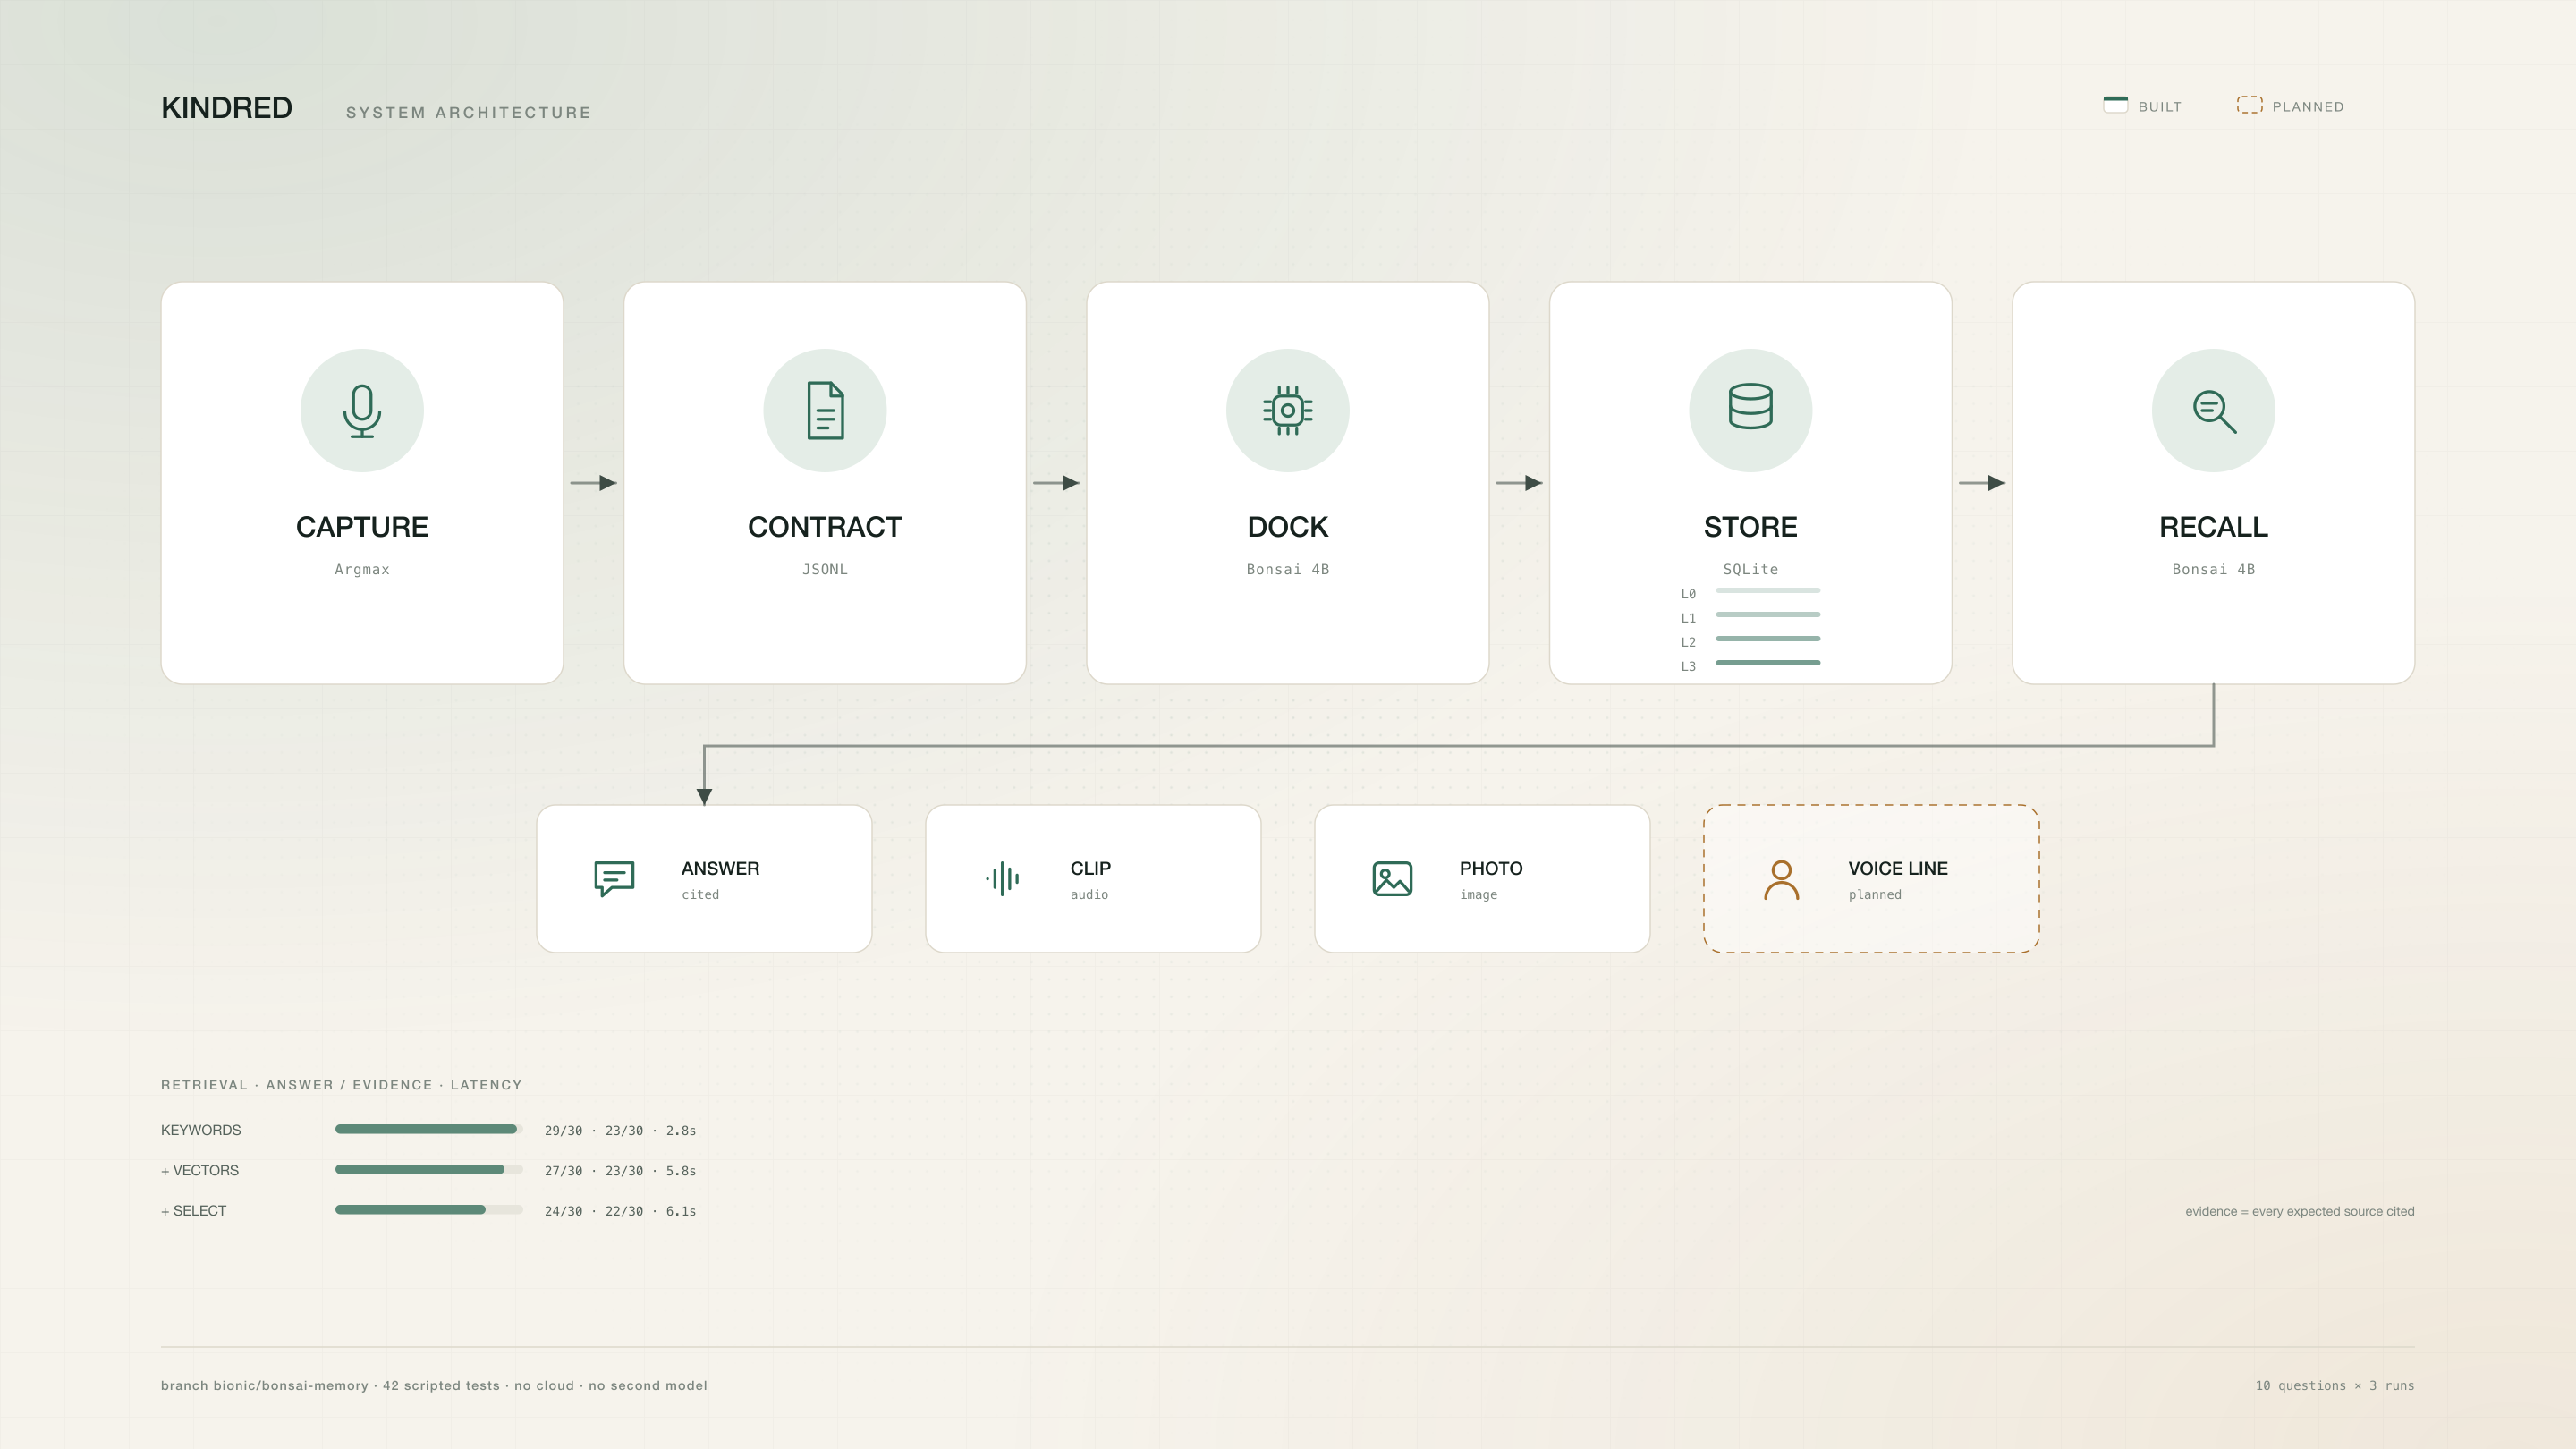 KINDRED SYSTEM ARCHITECTURE
BUILT
PLANNED
CAPTURE
Argmax
CONTRACT
JSONL
DOCK
Bonsai 4B
STORE
SQLite
L0
L1
L2
L3
RECALL
Bonsai 4B
ANSWER
cited
CLIP
audio
PHOTO
image
VOICE LINE
planned
RETRIEVAL · ANSWER / EVIDENCE · LATENCY
KEYWORDS 29/30 · 23/30 · 2.8s
+ VECTORS 27/30 · 23/30 · 5.8s
+ SELECT 24/30 · 22/30 · 6.1s
evidence = every expected source cited
branch bionic/bonsai-memory · 42 scripted tests · no cloud · no second model
10 questions × 3 runs